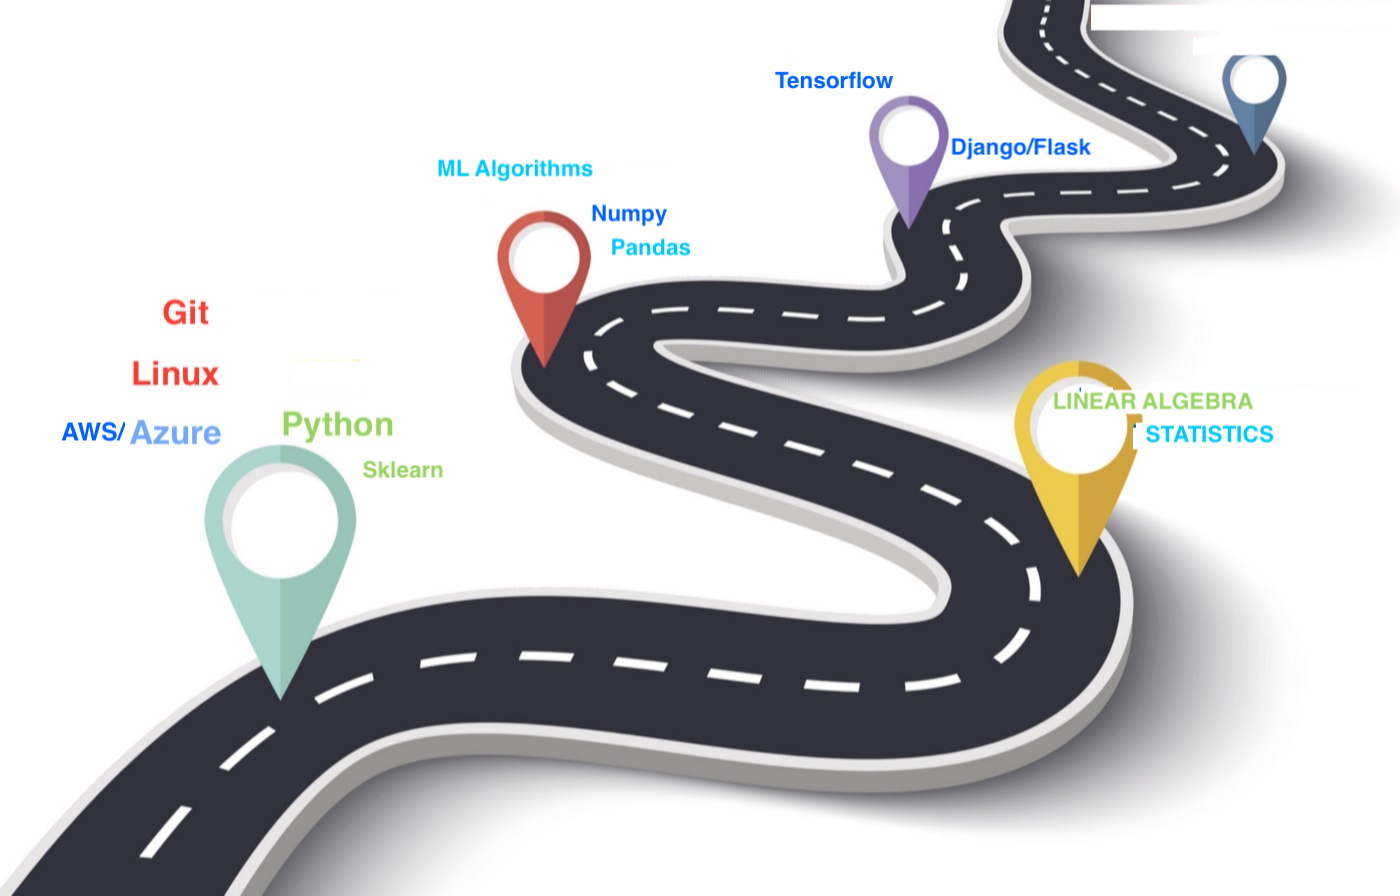 Tensorflow
Django/Flask
ML Algorithms
Numpy
Pandas
Git
Linux
AWS/ Azure
Python
Sklearn
LINEAR ALGEBRA
STATISTICS